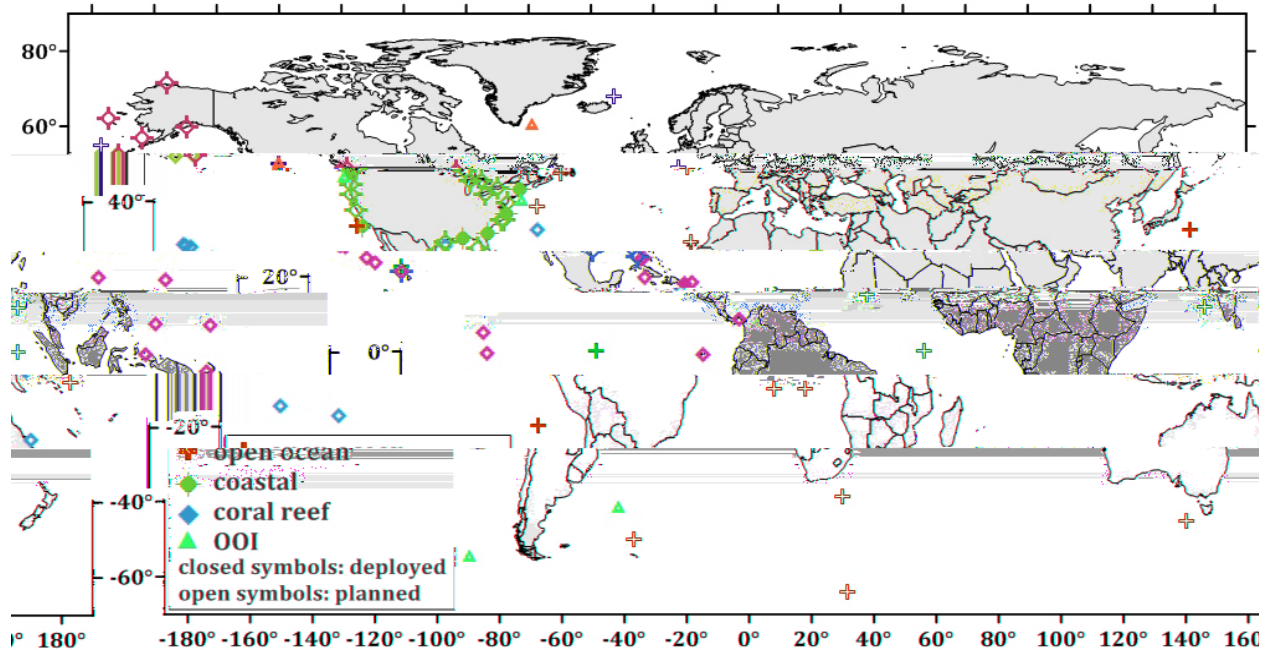 80°
60°
40°
20°
0°
-20°
open ocean
coastal
-40°
coral reef
OOI
closed symbols: deployed
-60°
open symbols: planned
180° -180° -160° -140° -120° -100° -80° -60° -40° -20° 0° 20° 40° 60° 80° 100° 120° 140°